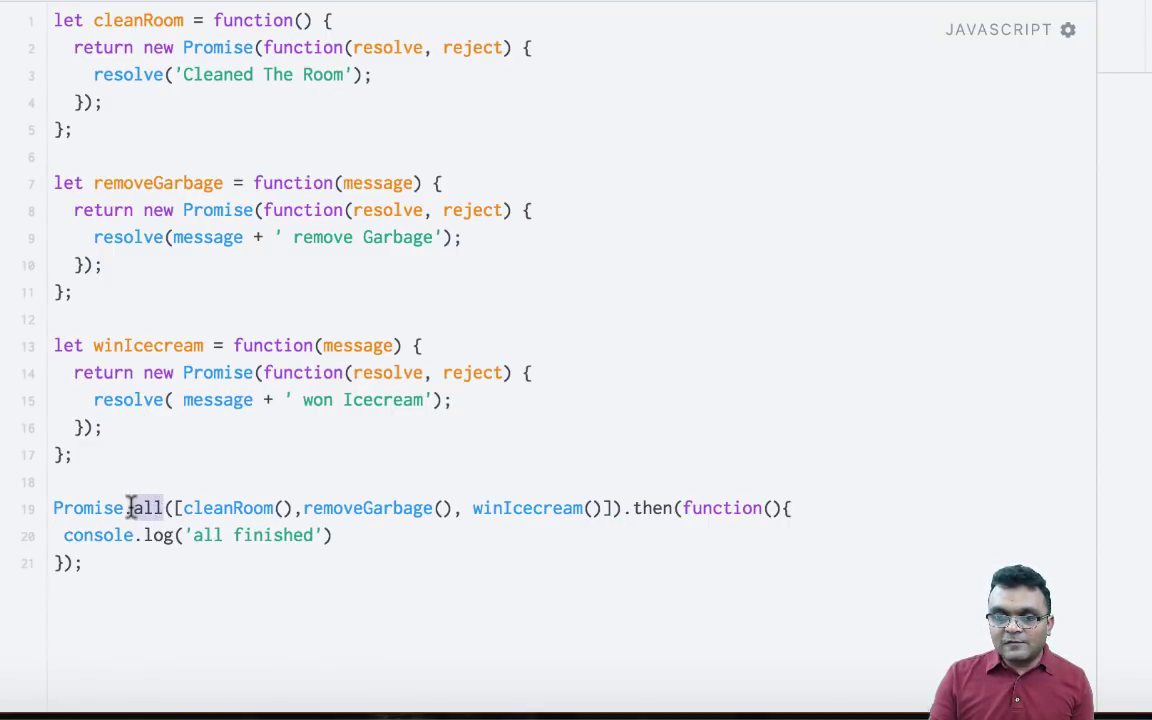 JAVASCRIPT
1 let cleanRoom = function() {
2 return new Promise(function(resolve, reject) {
3 resolve('Cleaned The Room');
4 });
5 };
6
7 let removeGarbage = function(message) {
8 return new Promise(function(resolve, reject) {
9 resolve(message + ' remove Garbage');
10 });
11 };
12
13 let winIcecream = function(message) {
14 return new Promise(function(resolve, reject) {
15 resolve( message + ' won Icecream');
16 });
17 };
18
19 Promise.all([cleanRoom(),removeGarbage(), winIcecream()]).then(function(){
20 console.log('all finished')
21 });